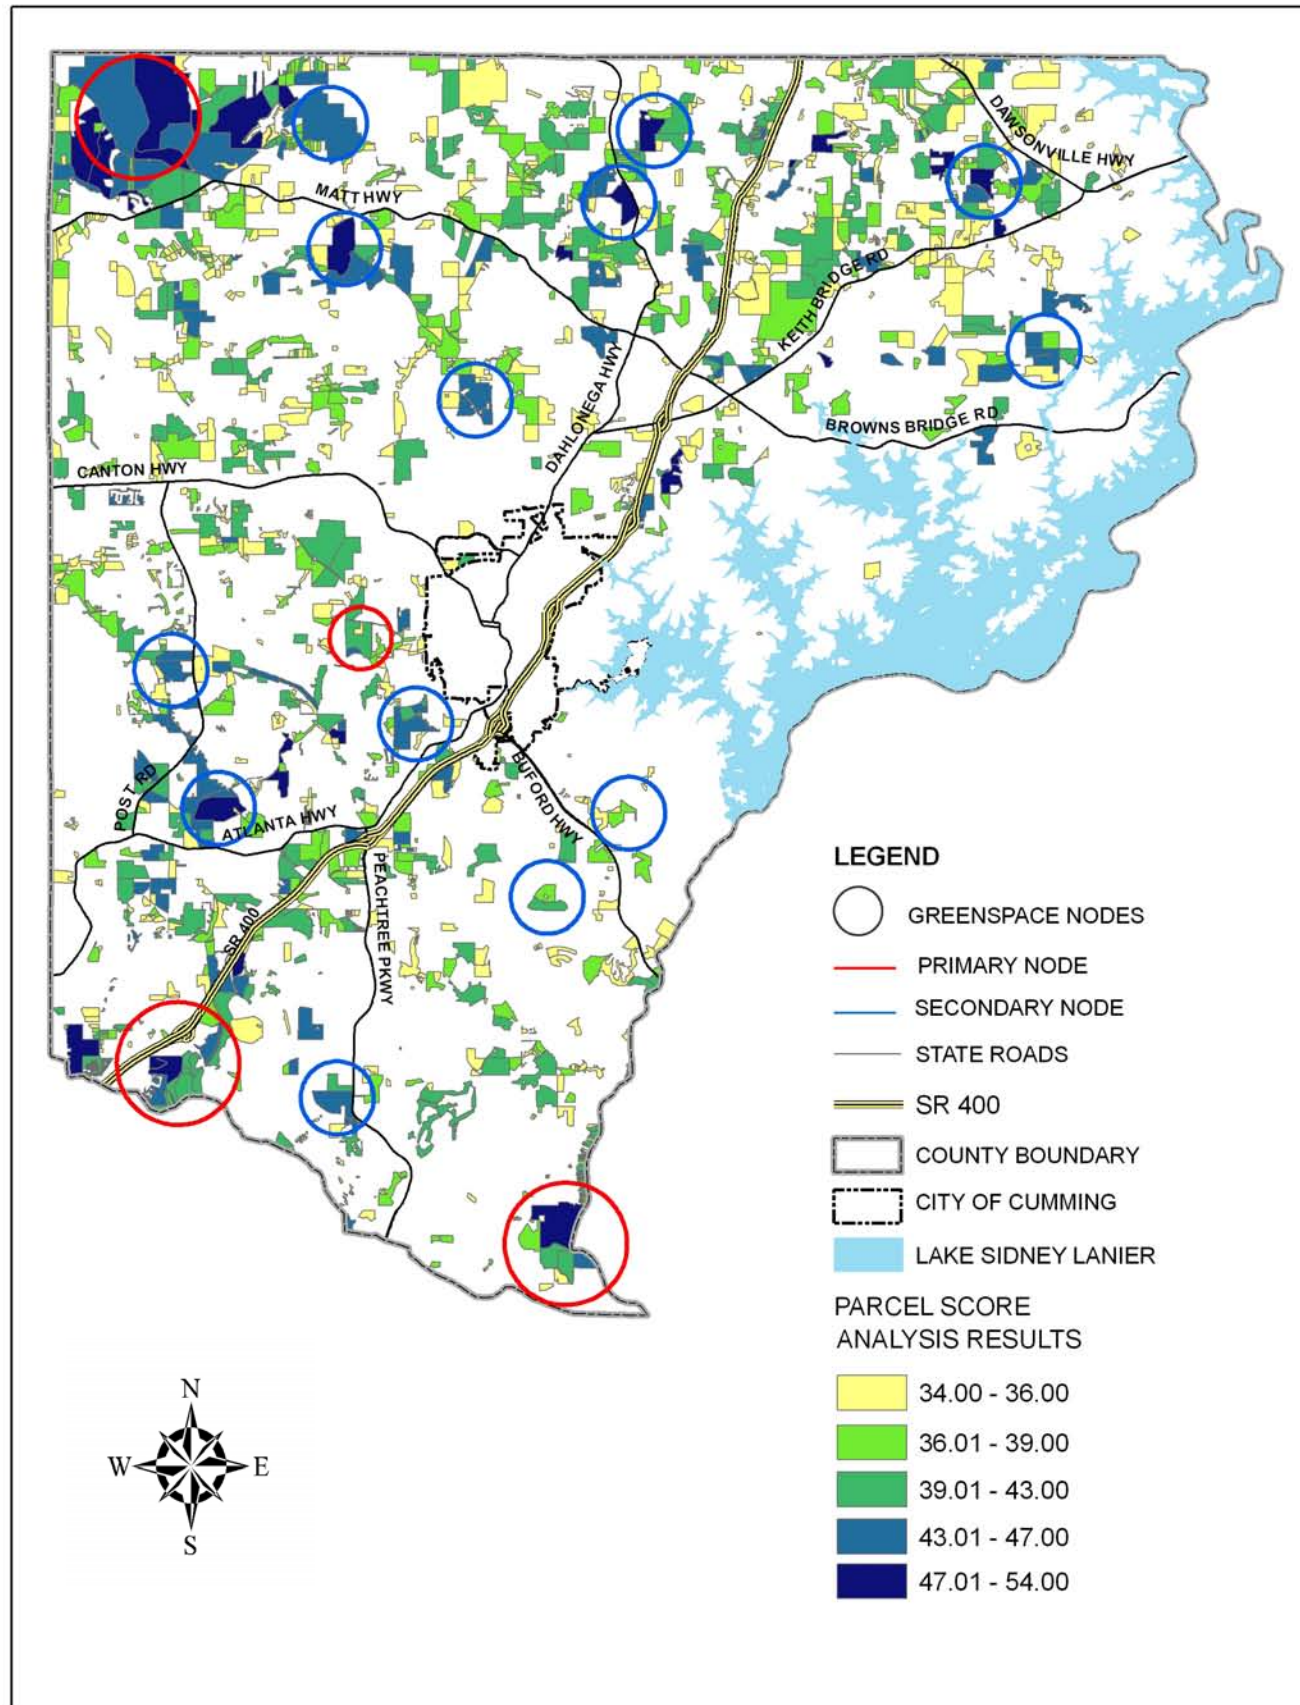 DAWSONVILLE HWY
MATT HWY
KEITH BRIDGE RD
DAHLONEGA HWY
BROWNS BRIDGE RD
CANTON HWY
POST RD
ATLANTA HWY
BUFORD HWY
PEACHTREE PKWY
SR 400
LEGEND
GREENSPACE NODES
PRIMARY NODE
SECONDARY NODE
STATE ROADS
SR 400
COUNTY BOUNDARY
CITY OF CUMMING
LAKE SIDNEY LANIER
PARCEL SCORE
ANALYSIS RESULTS
34.00 - 36.00
36.01 - 39.00
39.01 - 43.00
43.01 - 47.00
47.01 - 54.00
N
W E
S